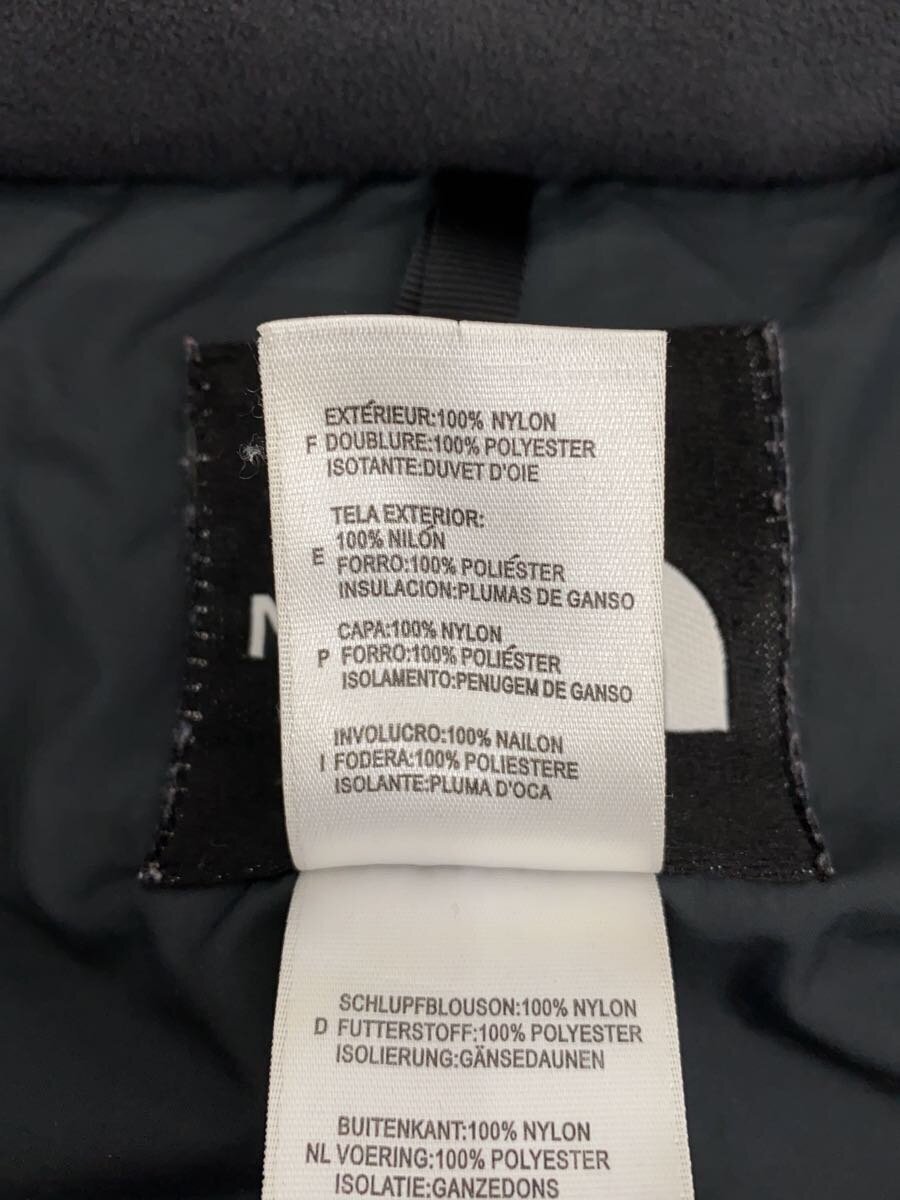 EXTÉRIEUR:100% NYLON
F DOUBLURE:100% POLYESTER
ISOTANTE:DUVET D'OIE
TELA EXTERIOR:
100% NILÓN
E FORRO:100% POLIÉSTER
INSULACION:PLUMAS DE GANSO
CAPA:100% NYLON
P FORRO:100% POLIÉSTER
ISOLAMENTO:PENUGEM DE GANSO
INVOLUCRO:100% NAILON
I FODERA:100% POLIESTERE
ISOLANTE:PLUMA D'OCA
N
SCHLUPFBLOUSON:100% NYLON
D FUTTERSTOFF:100% POLYESTER
ISOLIERUNG:GÄNSEDAUNEN
BUITENKANT:100% NYLON
NL VOERING:100% POLYESTER
ISOLATIE:GANZEDONS